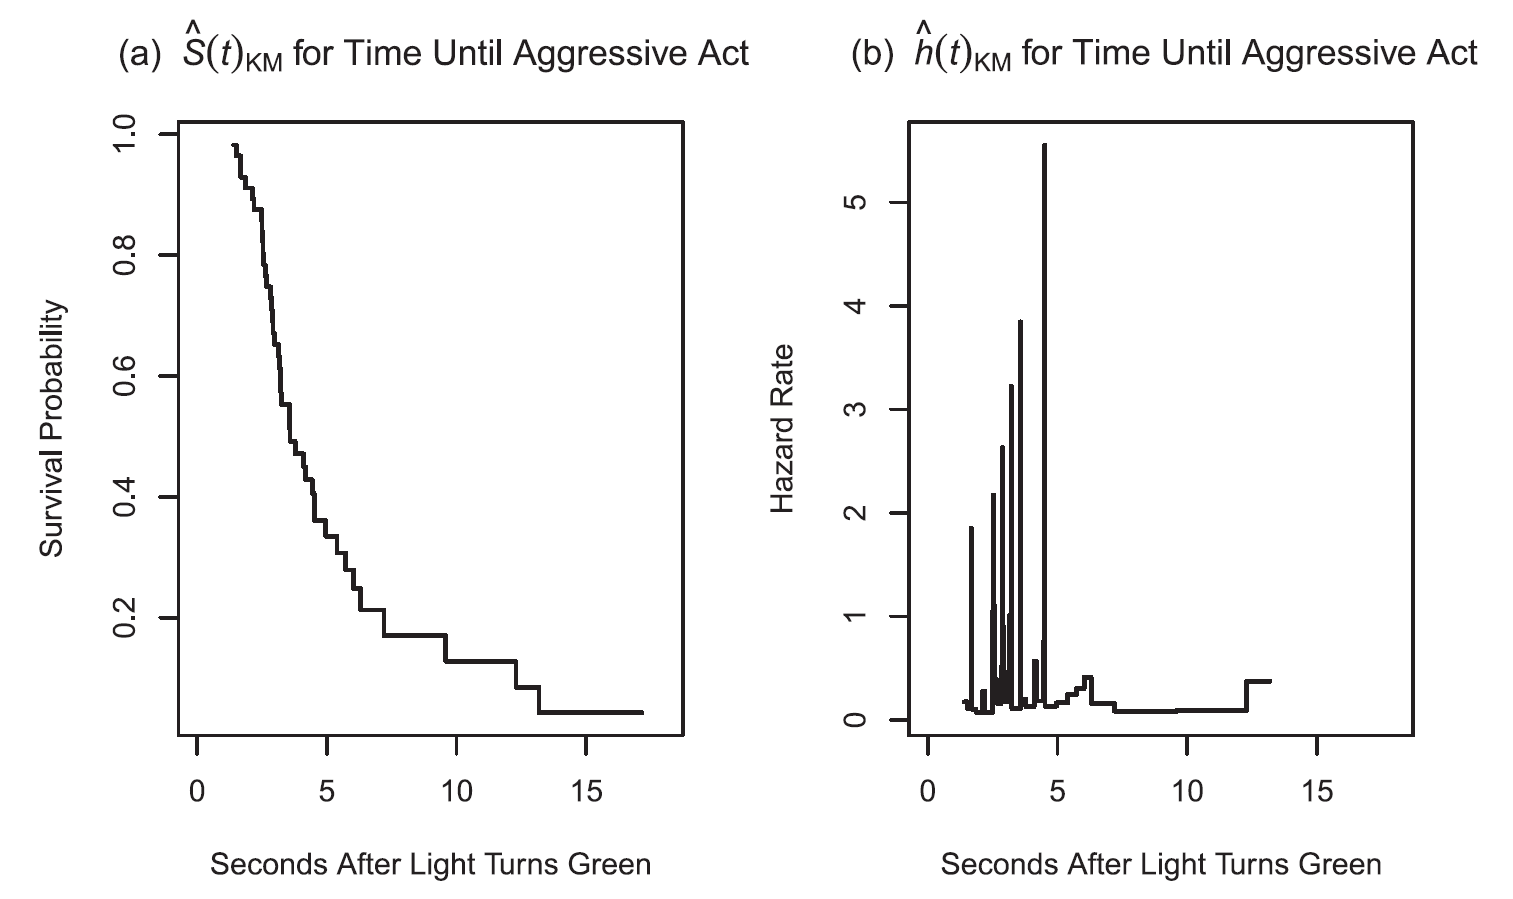 (a) Ŝ(t)KM for Time Until Aggressive Act
Survival Probability
1.0
0.8
0.6
0.4
0.2
0 5 10 15
Seconds After Light Turns Green
(b) ĥ(t)KM for Time Until Aggressive Act
Hazard Rate
5
4
3
2
1
0
0 5 10 15
Seconds After Light Turns Green